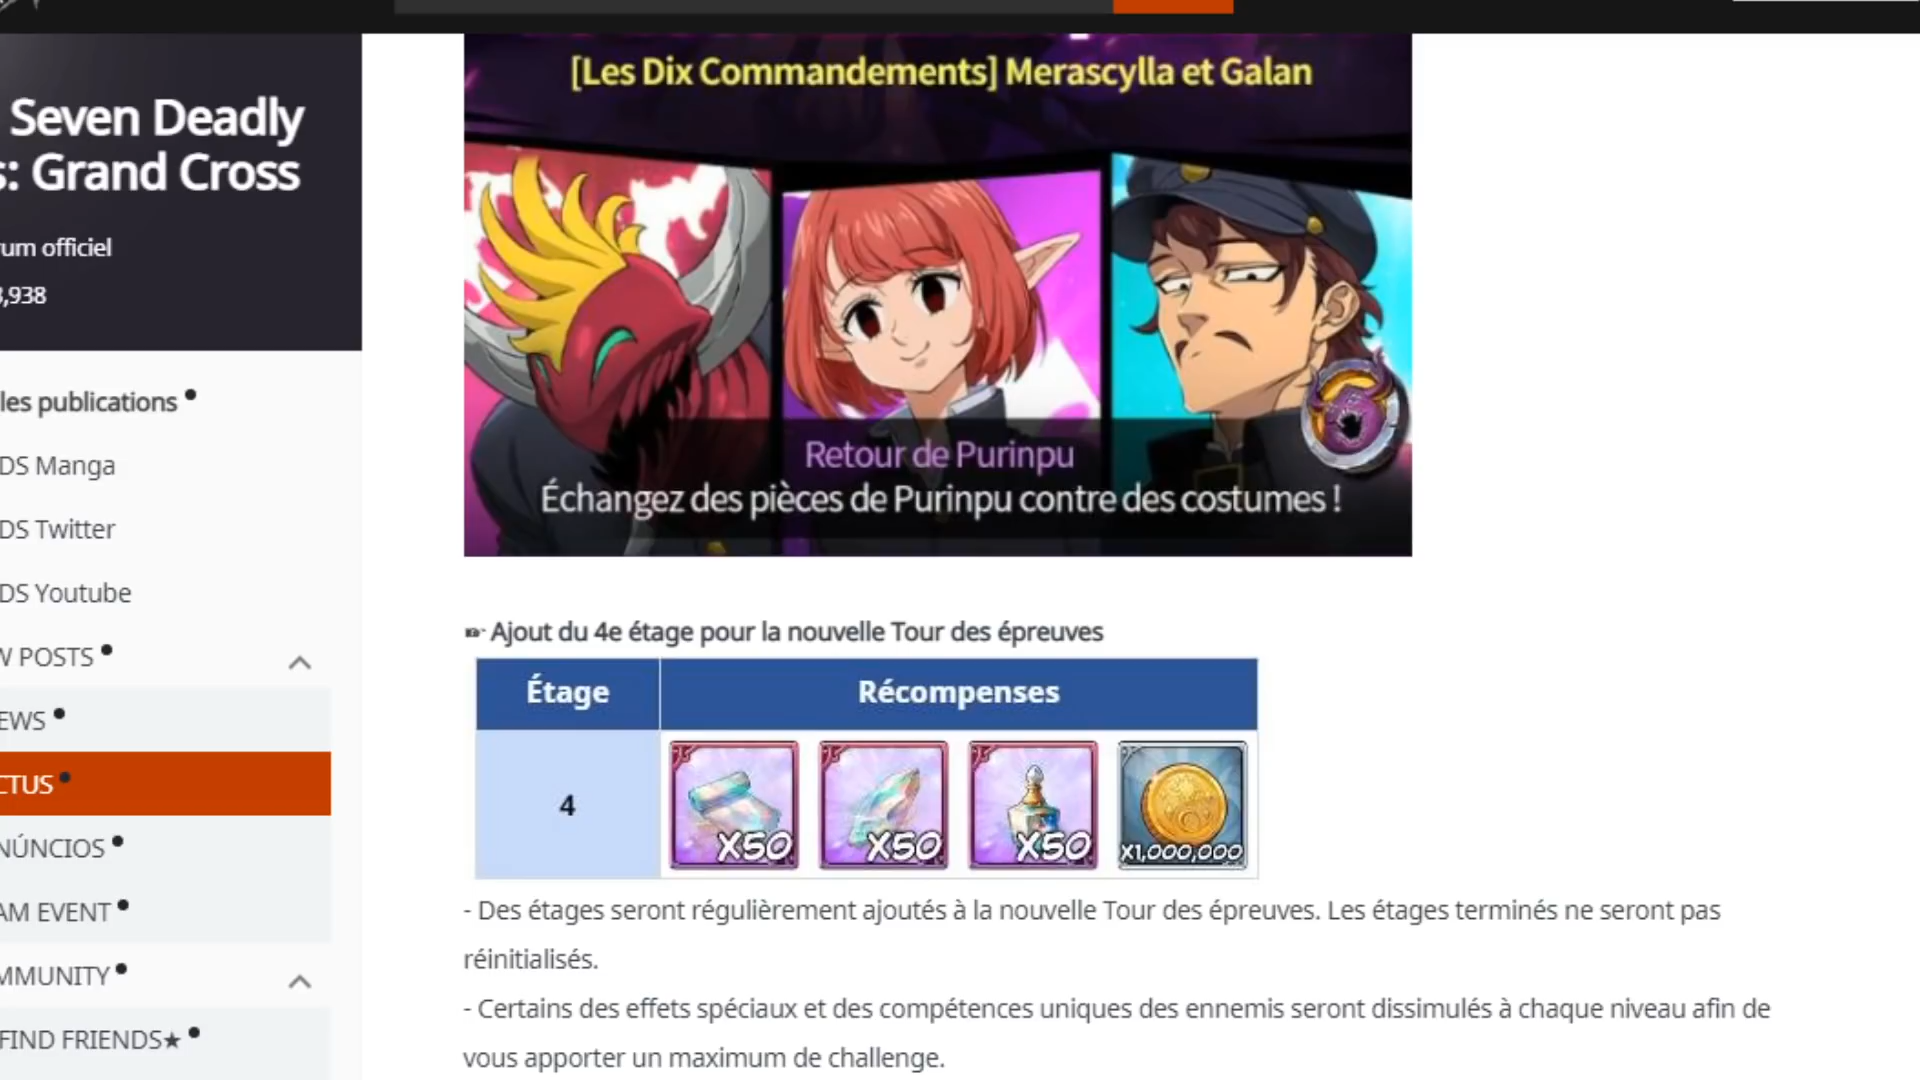 Seven Deadly
s: Grand Cross
um officiel
,938
les publications
DS Manga
DS Twitter
DS Youtube
W POSTS
EWS
CTUS
NÚNCIOS
AM EVENT
MMUNITY
FIND FRIENDS★
[Les Dix Commandements] Merascylla et Galan
Retour de Purinpu
Échangez des pièces de Purinpu contre des costumes !
☛ Ajout du 4e étage pour la nouvelle Tour des épreuves
Étage Récompenses
4 X50 X50 X50 X1,000,000
- Des étages seront régulièrement ajoutés à la nouvelle Tour des épreuves. Les étages terminés ne seront pas
réinitialisés.
- Certains des effets spéciaux et des compétences uniques des ennemis seront dissimulés à chaque niveau afin de
vous apporter un maximum de challenge.